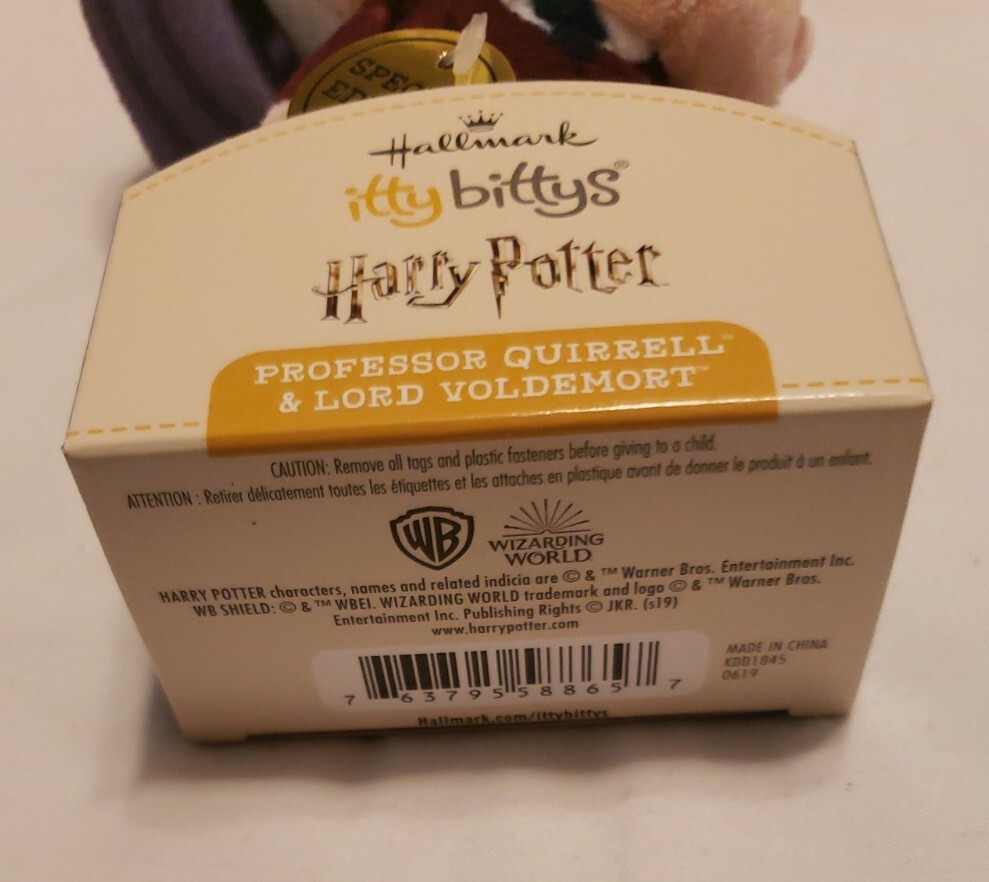 SPEC
ED
Hallmark
itty bittys®
Harry Potter
PROFESSOR QUIRRELL™
& LORD VOLDEMORT™
CAUTION: Remove all tags and plastic fasteners before giving to a child.
ATTENTION : Retirer délicatement toutes les étiquettes et les attaches en plastique avant de donner le produit à un enfant.
WB
WIZARDING
WORLD
HARRY POTTER characters, names and related indicia are © & ™ Warner Bros. Entertainment Inc.
WB SHIELD: © & ™ WBEI. WIZARDING WORLD trademark and logo © & ™ Warner Bros.
Entertainment Inc. Publishing Rights © JKR. (s19)
www.harrypotter.com
MADE IN CHINA
KDD1845
0619
7 63795 58865 7
Hallmark.com/ittybittys